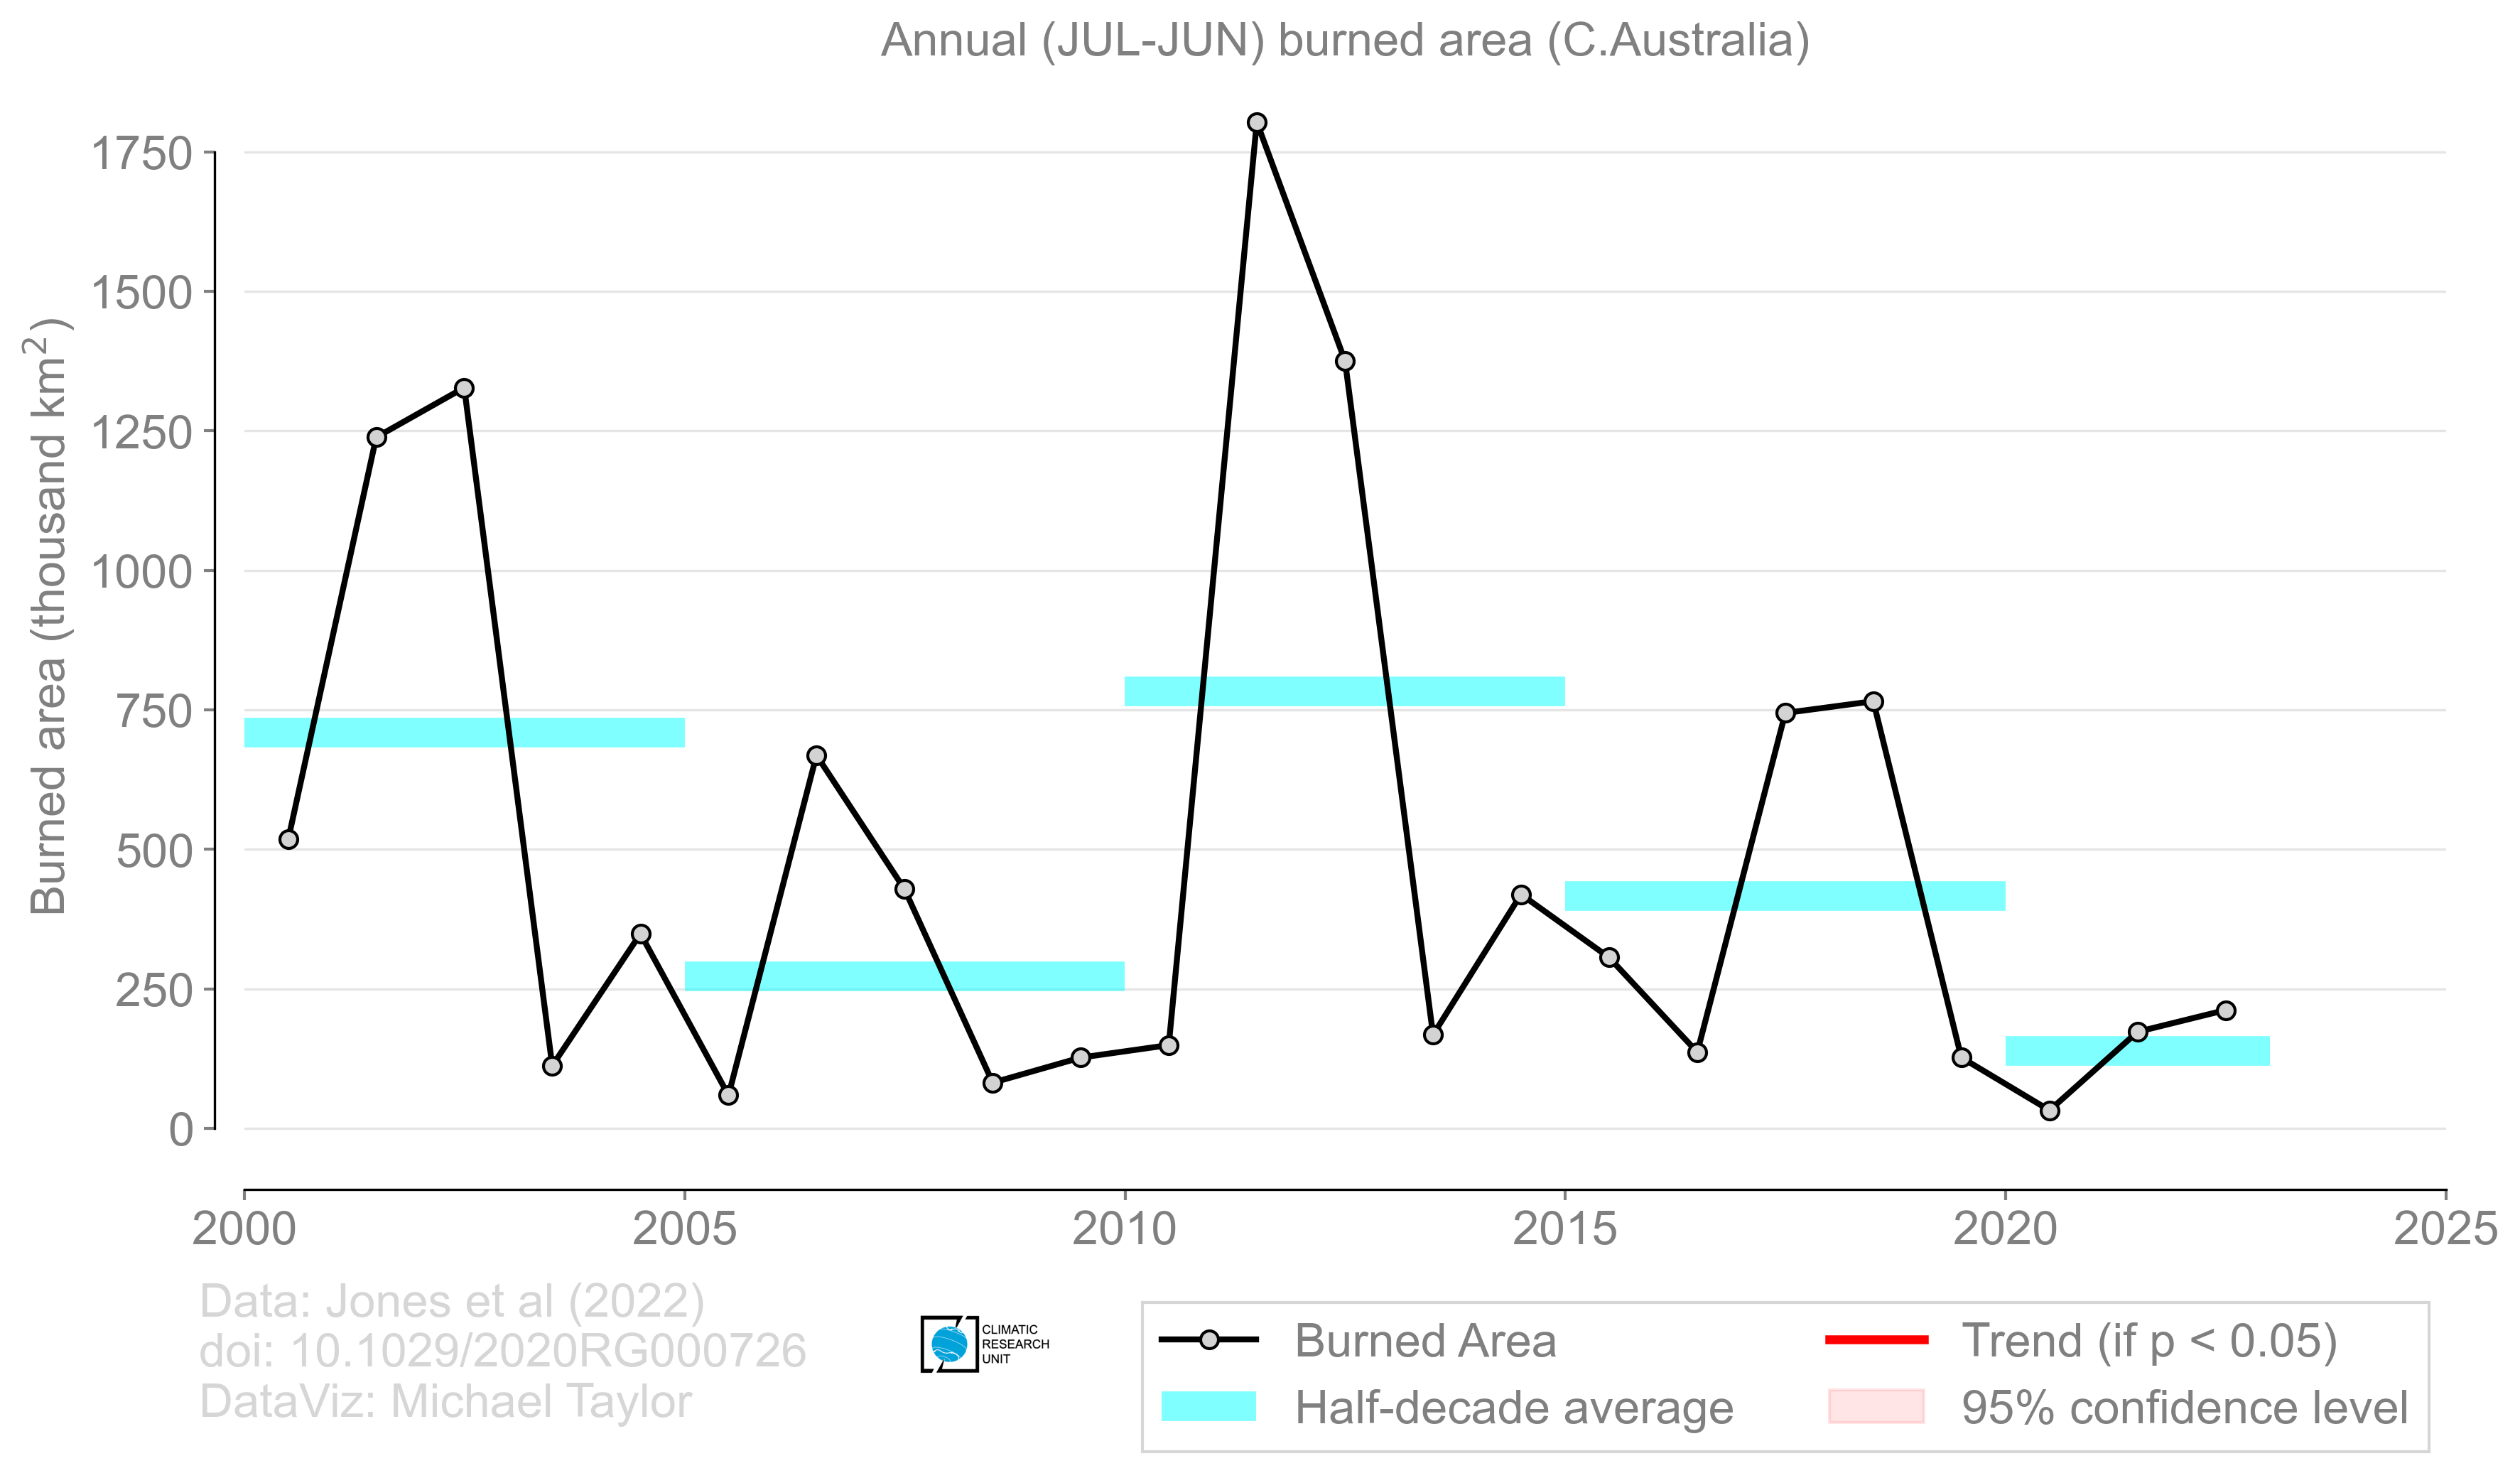 Annual (JUL-JUN) burned area (C.Australia)
Burned area (thousand km²)
1750
1500
1250
1000
750
500
250
0
2000 2005 2010 2015 2020 2025
Data: Jones et al (2022)
doi: 10.1029/2020RG000726
DataViz: Michael Taylor
CLIMATIC
RESEARCH
UNIT
Burned Area
Half-decade average
Trend (if p < 0.05)
95% confidence level